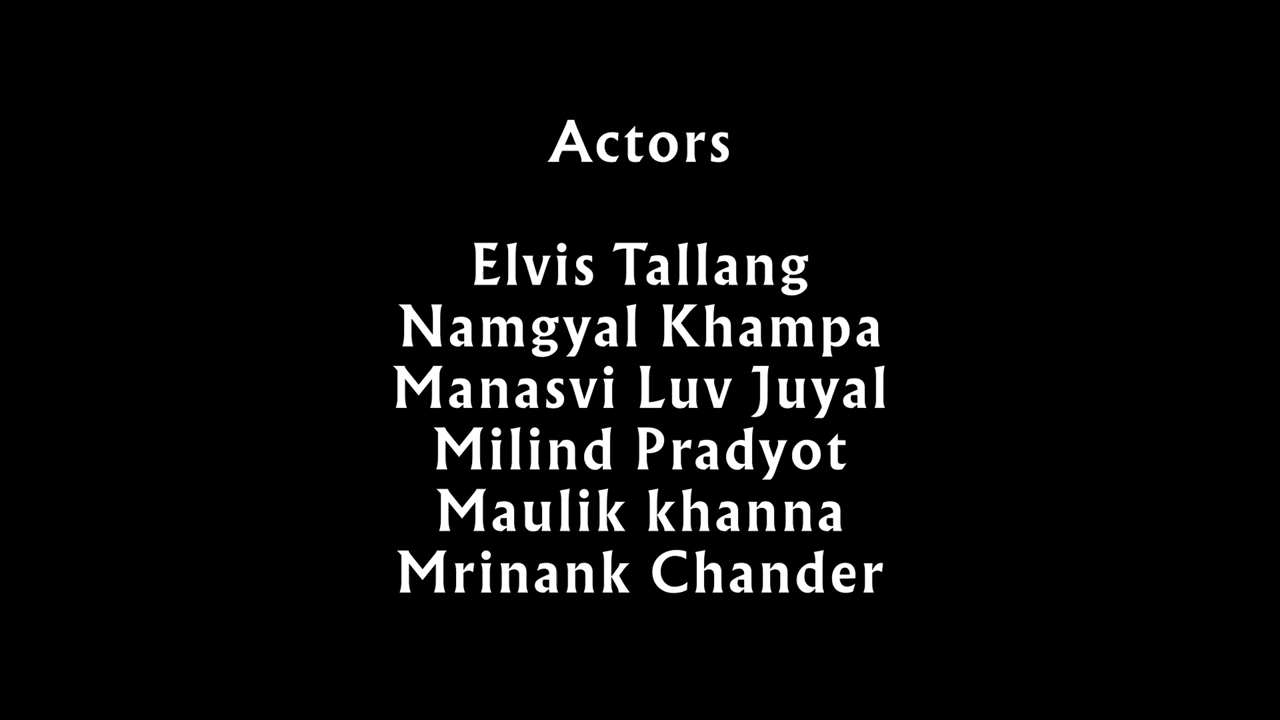 Actors
Elvis Tallang
Namgyal Khampa
Manasvi Luv Juyal
Milind Pradyot
Maulik khanna
Mrinank Chander